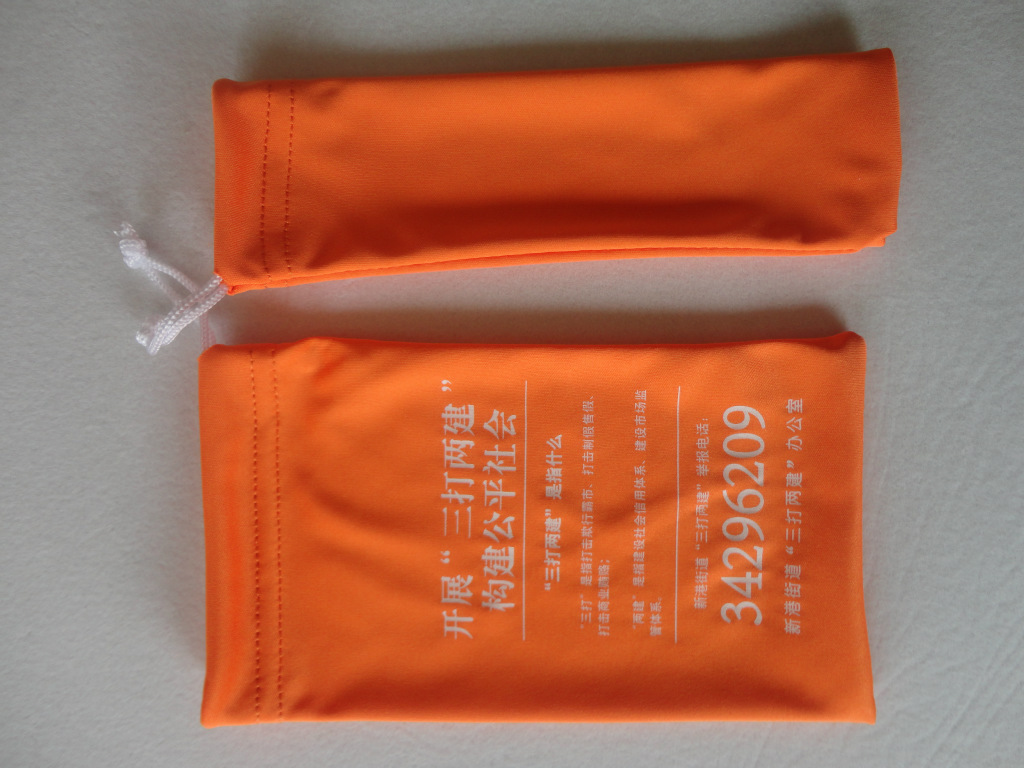 开展“三打两建”
构建公平社会
“三打两建”是指什么
“三打”是指打击欺行霸市、打击制假售假、
打击商业贿赂；
“两建”是指建设社会信用体系、建设市场监
管体系。
新港街道“三打两建”举报电话：
34296209
新港街道“三打两建”办公室